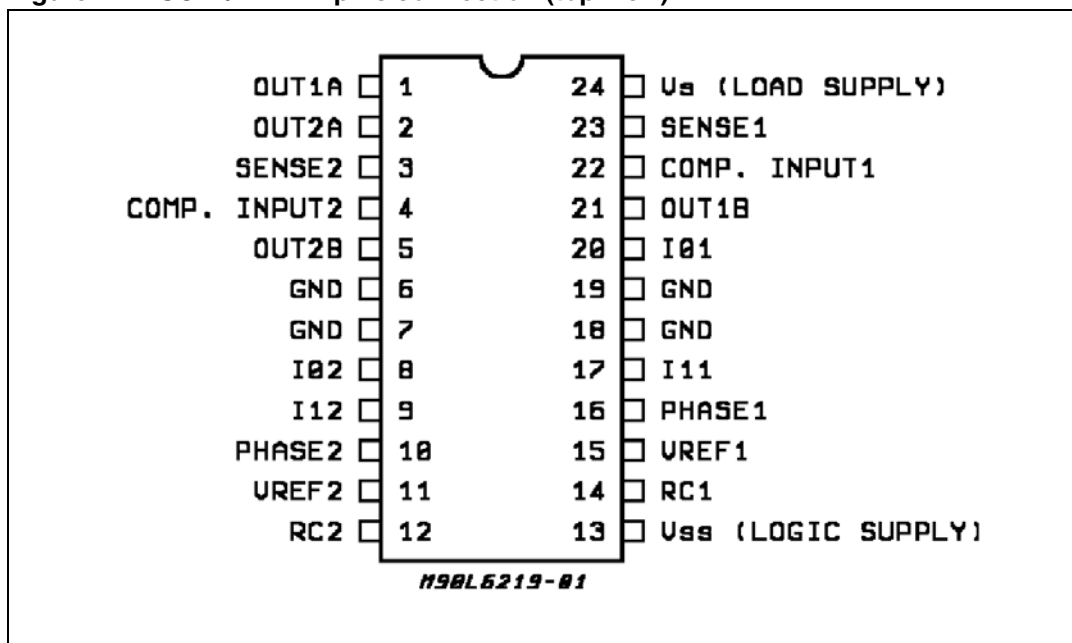 OUT1A 1 24 Vs (LOAD SUPPLY)
OUT2A 2 23 SENSE1
SENSE2 3 22 COMP. INPUT1
COMP. INPUT2 4 21 OUT1B
OUT2B 5 20 I01
GND 6 19 GND
GND 7 18 GND
I02 8 17 I11
I12 9 16 PHASE1
PHASE2 10 15 VREF1
VREF2 11 14 RC1
RC2 12 13 Vss (LOGIC SUPPLY)
M90L6219-01